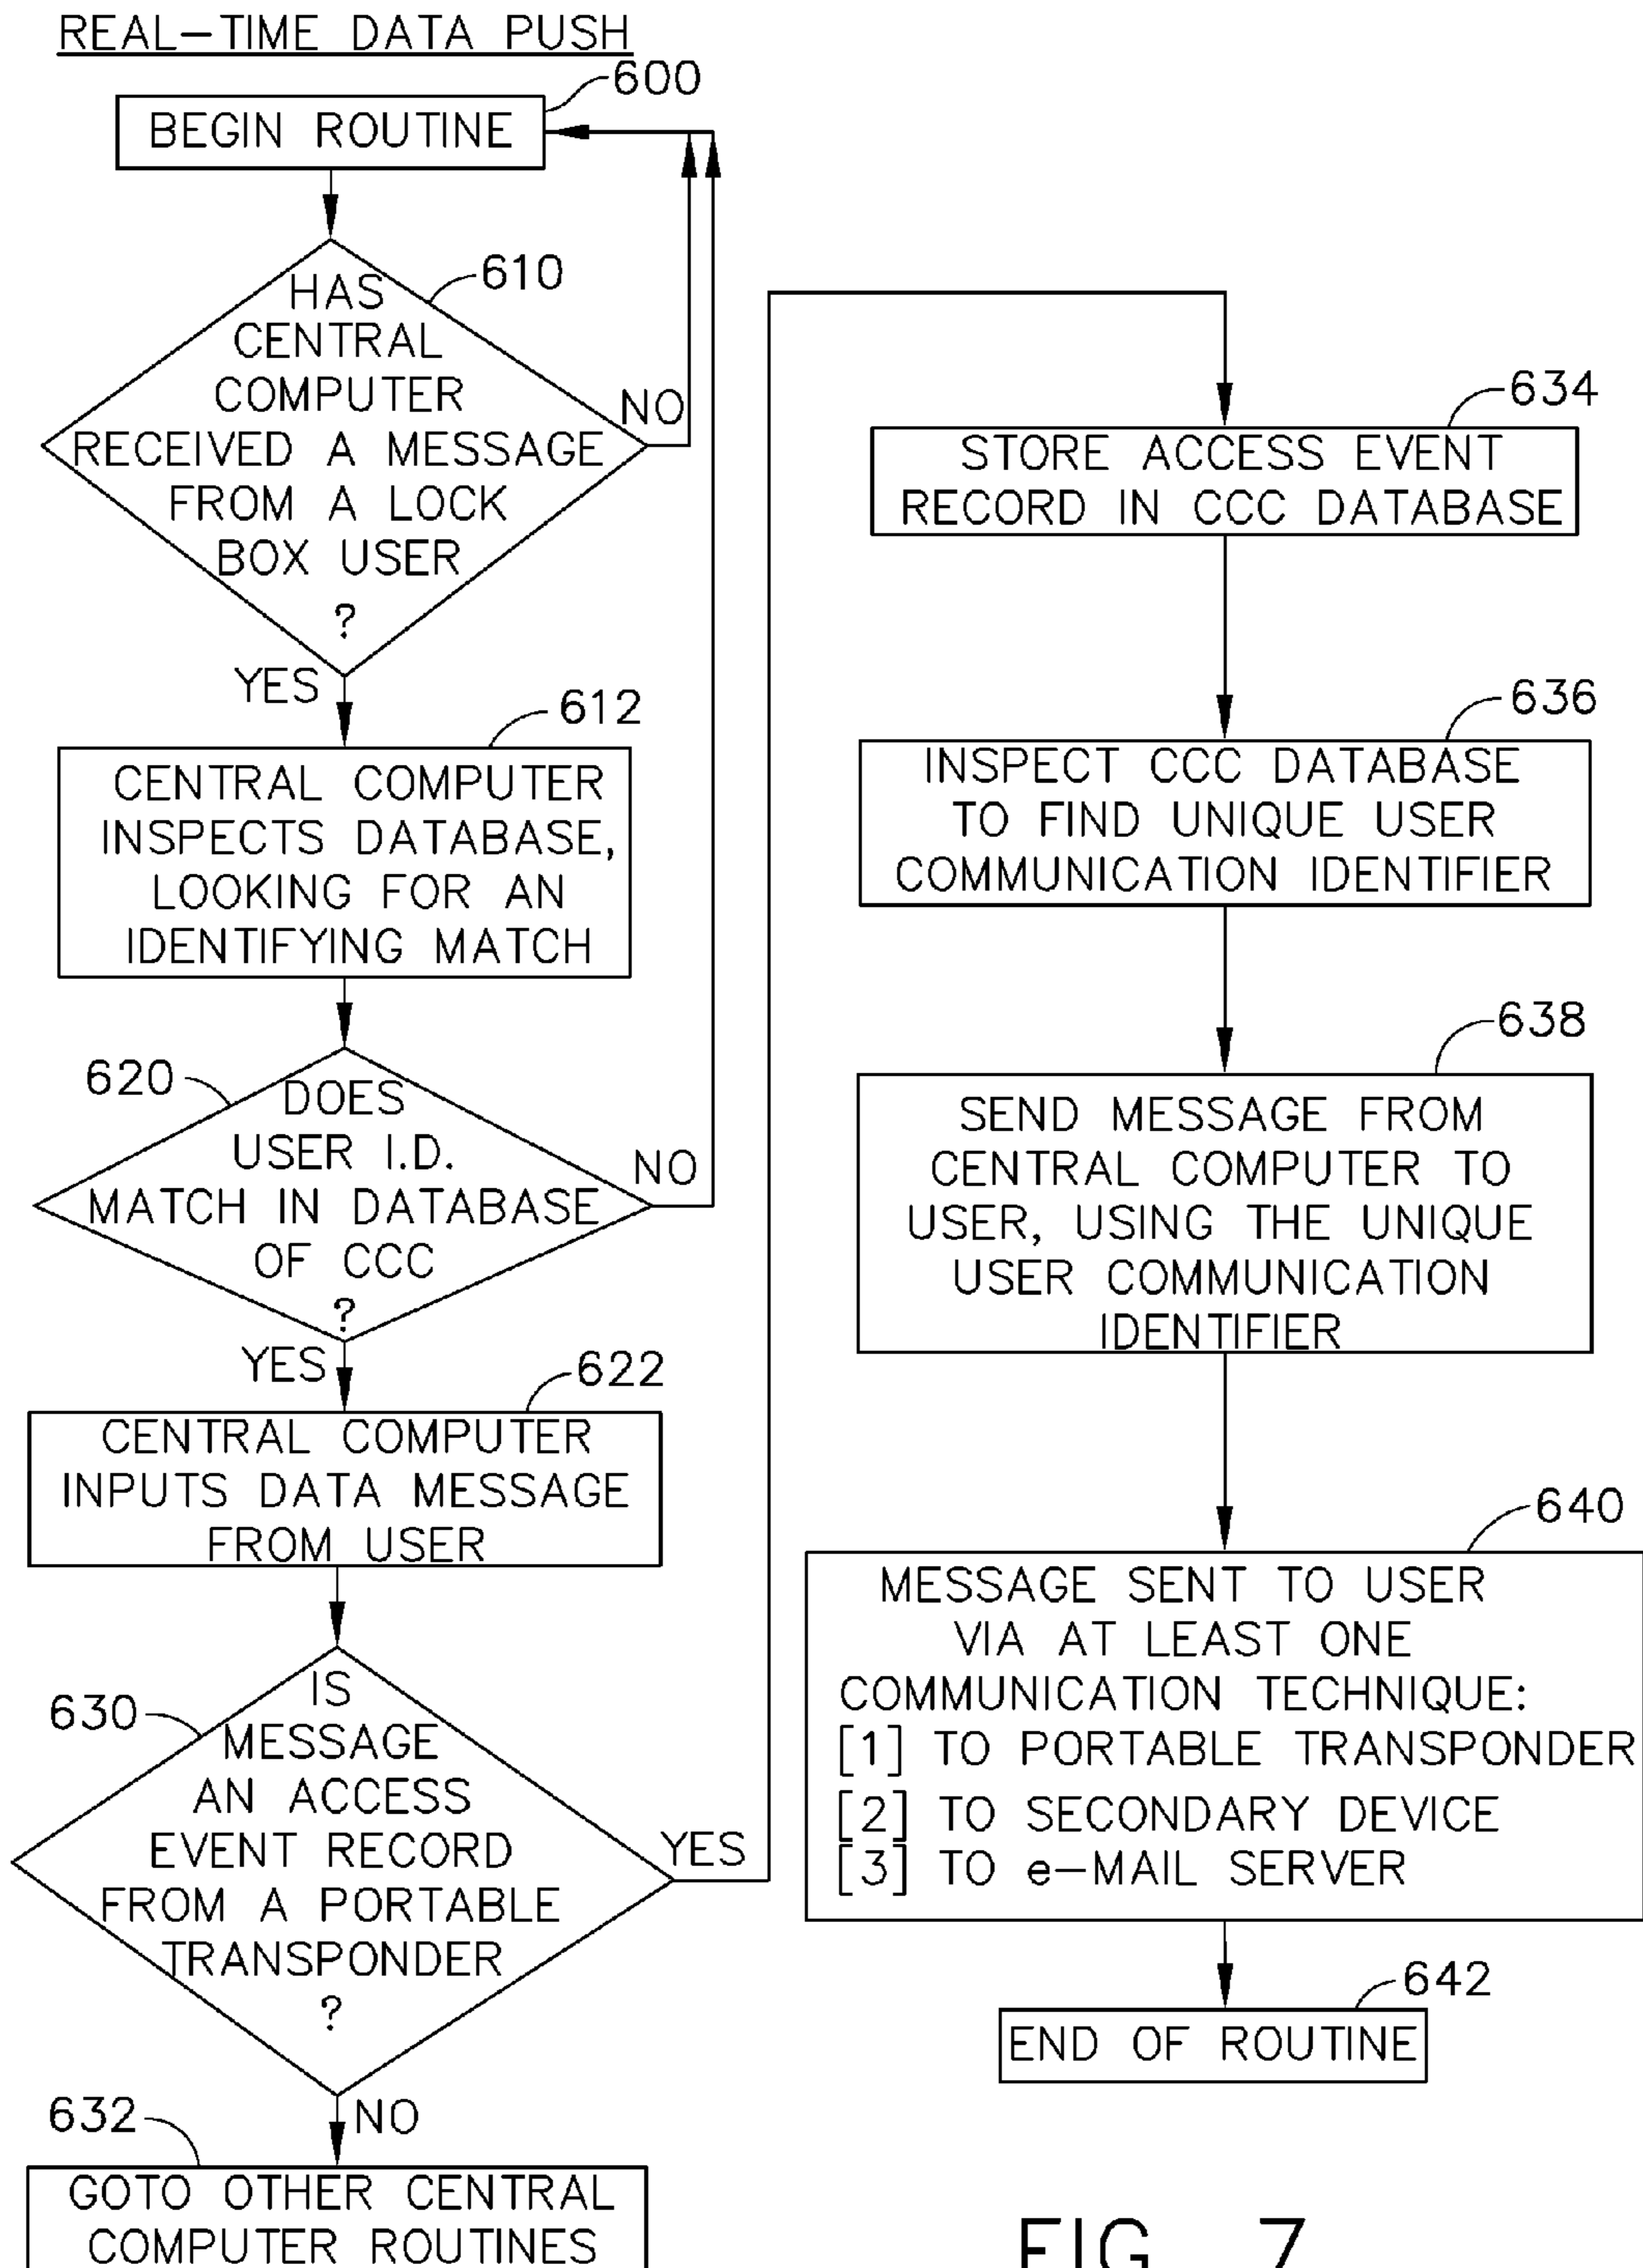 REAL-TIME DATA PUSH
600
BEGIN ROUTINE
610
HAS
CENTRAL
COMPUTER
RECEIVED A MESSAGE
FROM A LOCK
BOX USER
?
NO
YES
612
CENTRAL COMPUTER
INSPECTS DATABASE,
LOOKING FOR AN
IDENTIFYING MATCH
620
DOES
USER I.D.
MATCH IN DATABASE
OF CCC
?
NO
YES
622
CENTRAL COMPUTER
INPUTS DATA MESSAGE
FROM USER
630
IS
MESSAGE
AN ACCESS
EVENT RECORD
FROM A PORTABLE
TRANSPONDER
?
YES
NO
632
GOTO OTHER CENTRAL
COMPUTER ROUTINES
634
STORE ACCESS EVENT
RECORD IN CCC DATABASE
636
INSPECT CCC DATABASE
TO FIND UNIQUE USER
COMMUNICATION IDENTIFIER
638
SEND MESSAGE FROM
CENTRAL COMPUTER TO
USER, USING THE UNIQUE
USER COMMUNICATION
IDENTIFIER
640
MESSAGE SENT TO USER
VIA AT LEAST ONE
COMMUNICATION TECHNIQUE:
[1] TO PORTABLE TRANSPONDER
[2] TO SECONDARY DEVICE
[3] TO e-MAIL SERVER
642
END OF ROUTINE
FIG. 7